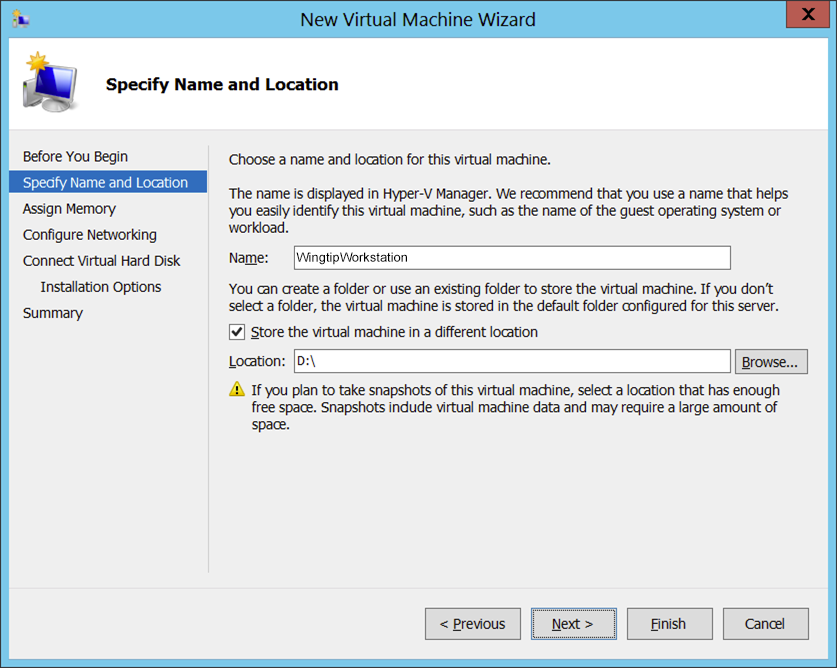 New Virtual Machine Wizard
X
Specify Name and Location
Before You Begin
Specify Name and Location
Assign Memory
Configure Networking
Connect Virtual Hard Disk
Installation Options
Summary
Choose a name and location for this virtual machine.
The name is displayed in Hyper-V Manager. We recommend that you use a name that helps
you easily identify this virtual machine, such as the name of the guest operating system or
workload.
Name: WingtipWorkstation
You can create a folder or use an existing folder to store the virtual machine. If you don't
select a folder, the virtual machine is stored in the default folder configured for this server.
Store the virtual machine in a different location
Location: D:\ Browse...
If you plan to take snapshots of this virtual machine, select a location that has enough
free space. Snapshots include virtual machine data and may require a large amount of
space.
< Previous Next > Finish Cancel